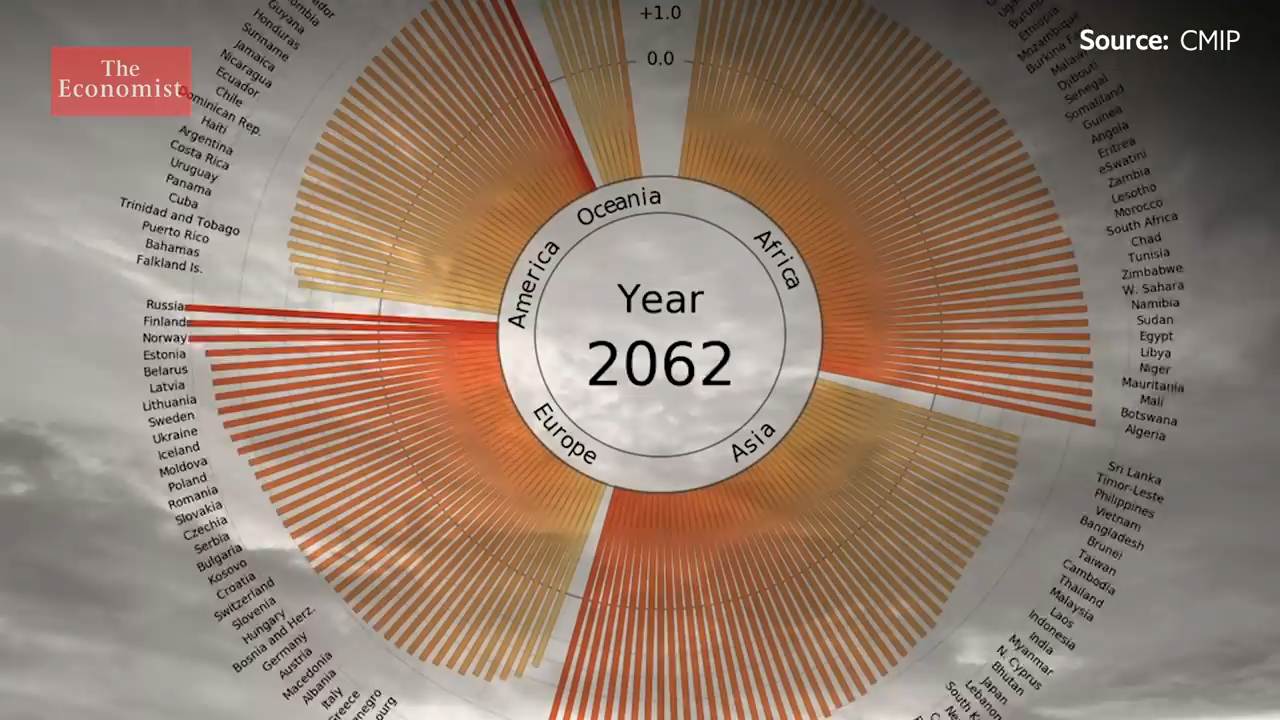 The
Economist
Source: CMIP
+1.0
0.0
Year
2062
Oceania
Africa
Asia
Europe
America
Guyana
Honduras
Suriname
Jamaica
Nicaragua
Ecuador
Chile
Dominican Rep.
Haiti
Argentina
Costa Rica
Uruguay
Panama
Cuba
Trinidad and Tobago
Puerto Rico
Bahamas
Falkland Is.
Russia
Finland
Norway
Estonia
Belarus
Latvia
Lithuania
Sweden
Ukraine
Iceland
Moldova
Poland
Romania
Slovakia
Czechia
Serbia
Bulgaria
Kosovo
Croatia
Switzerland
Slovenia
Hungary
Bosnia and Herz.
Germany
Austria
Macedonia
Albania
Italy
Ethiopia
Mozambique
Djibouti
Senegal
Somaliland
Guinea
Angola
Eritrea
eSwatini
Zambia
Lesotho
Morocco
South Africa
Chad
Tunisia
Zimbabwe
W. Sahara
Namibia
Sudan
Egypt
Libya
Niger
Mauritania
Mali
Botswana
Algeria
Sri Lanka
Timor-Leste
Philippines
Vietnam
Bangladesh
Brunei
Taiwan
Cambodia
Thailand
Malaysia
Laos
Indonesia
India
Myanmar
N. Cyprus
Bhutan
Japan
Lebanon